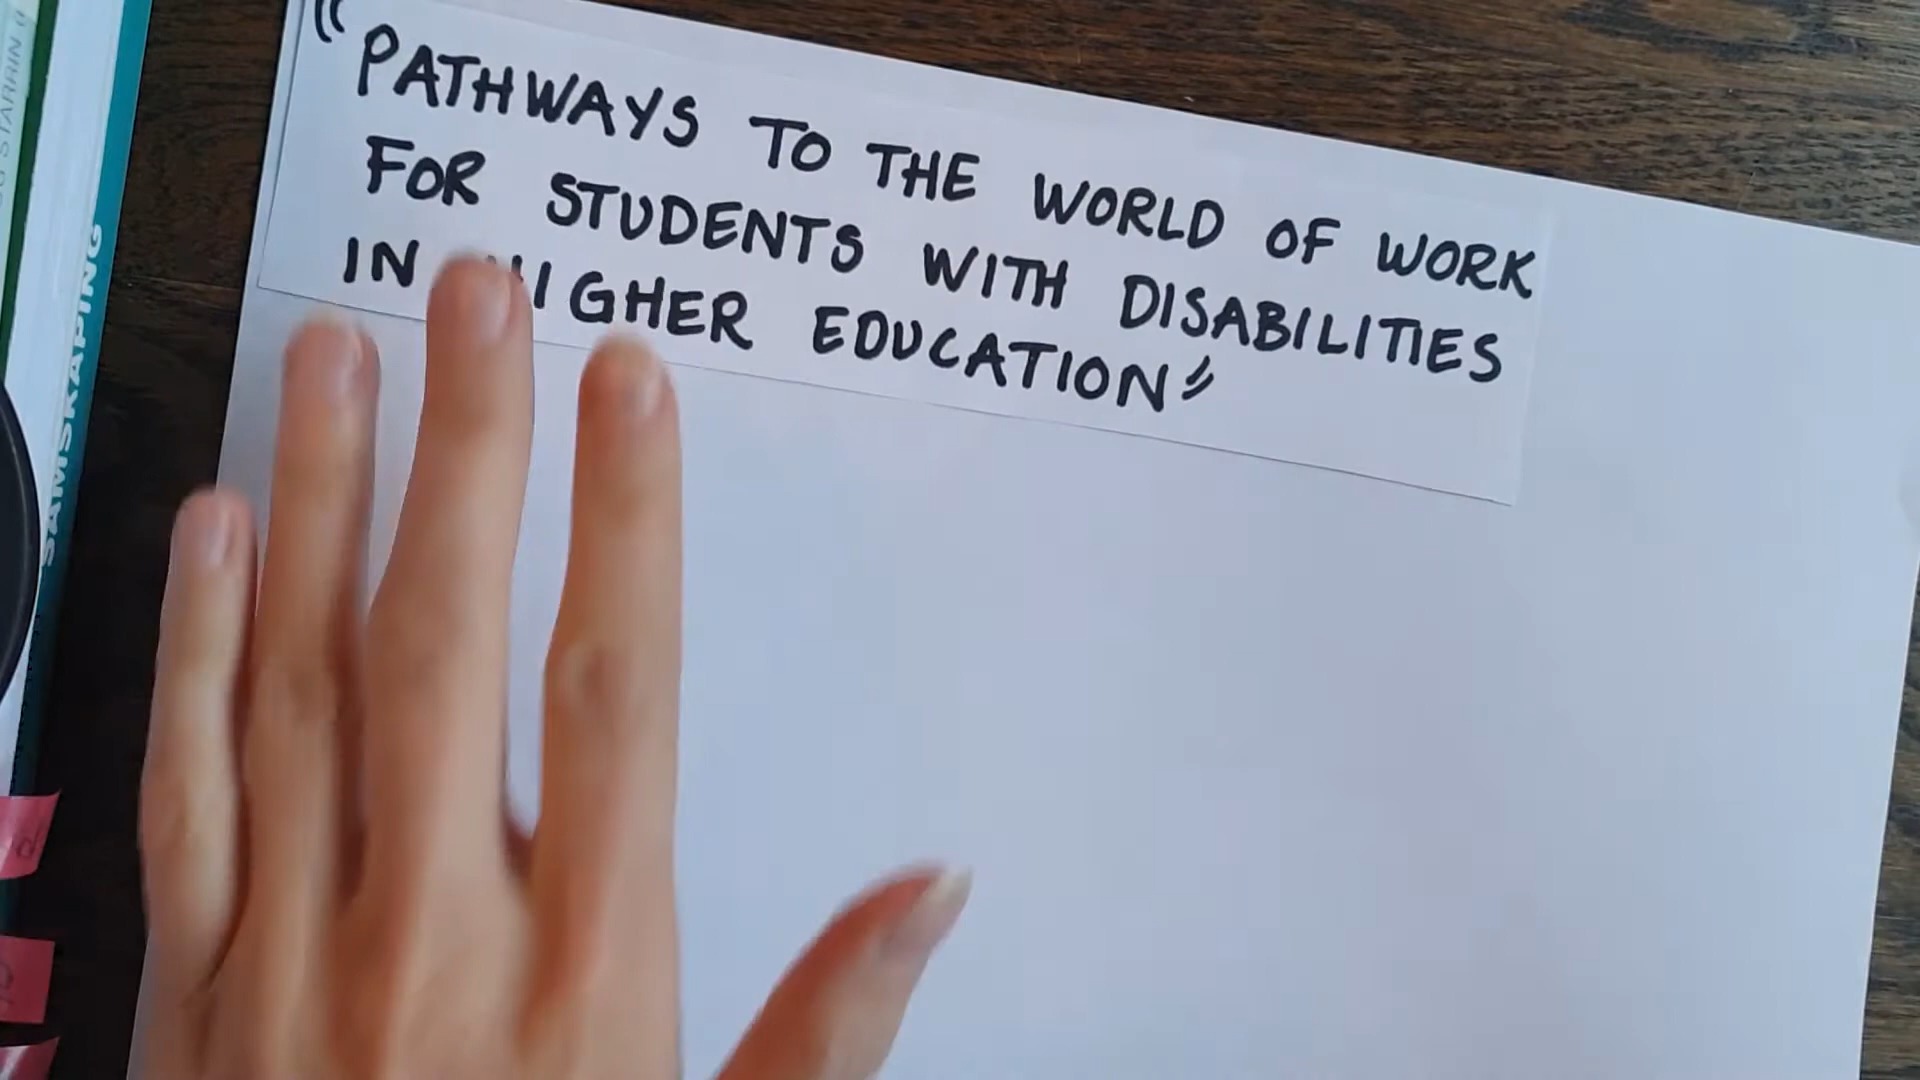 "PATHWAYS TO THE WORLD OF WORK
FOR STUDENTS WITH DISABILITIES
IN HIGHER EDUCATION"
SAMSKAPING